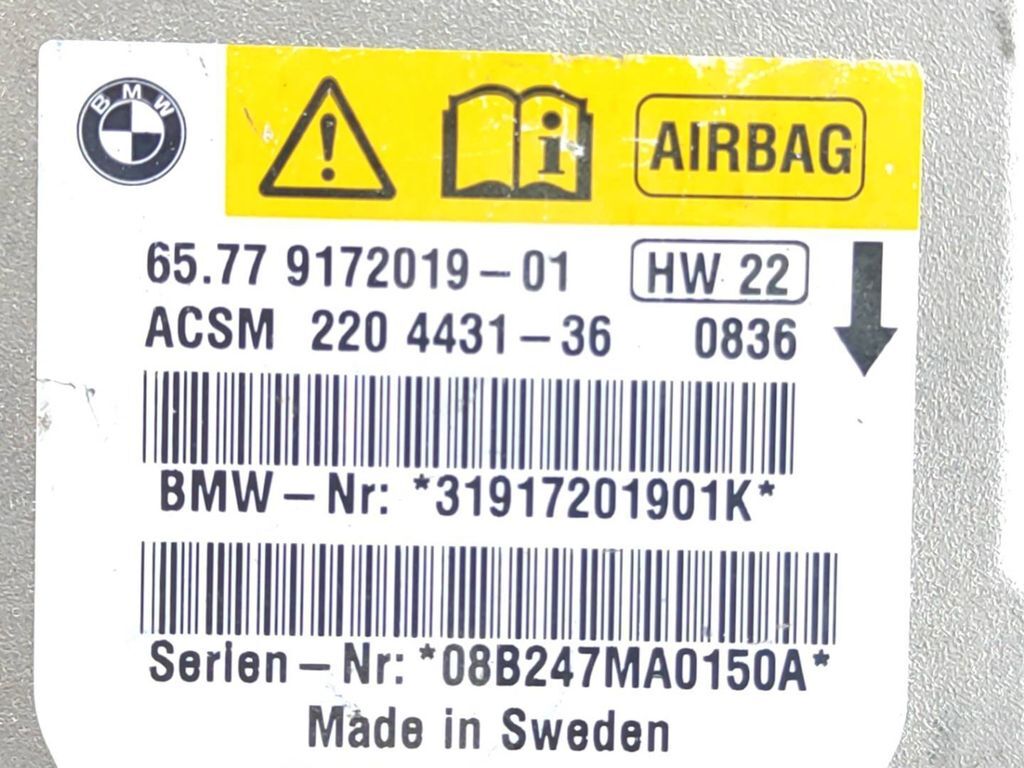 BMW
i
AIRBAG
65.77 9172019-01 HW 22
ACSM 220 4431-36 0836
BMW-Nr: *31917201901K*
Serien-Nr: *08B247MA0150A*
Made in Sweden